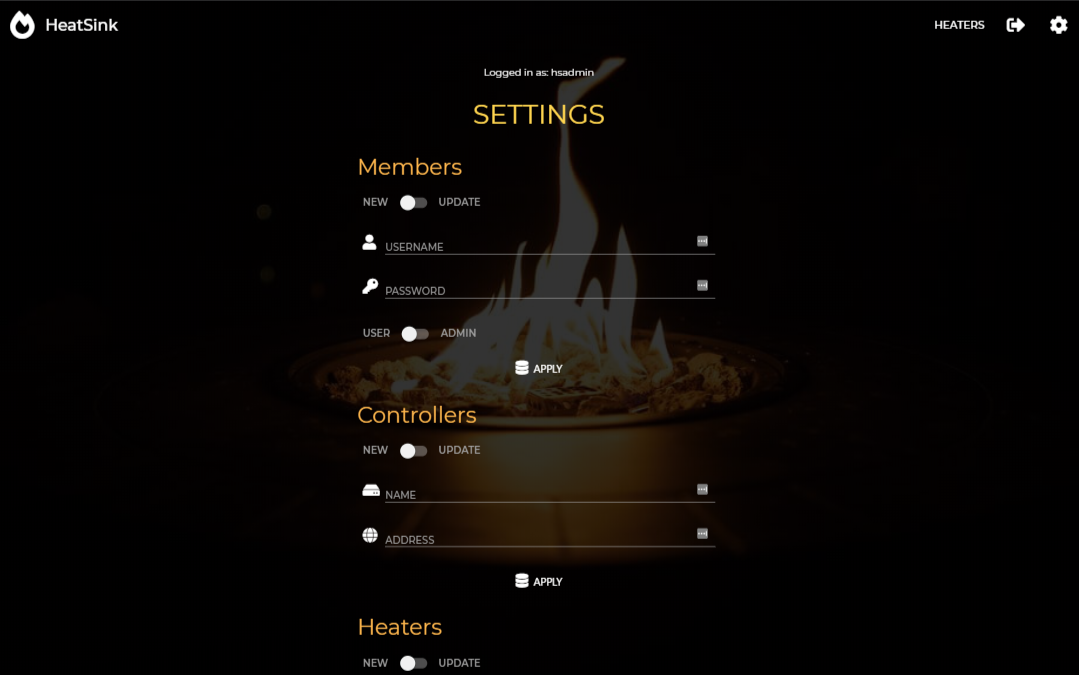 HeatSink
HEATERS
Logged in as: hsadmin
SETTINGS
Members
NEW UPDATE
USERNAME
PASSWORD
USER ADMIN
APPLY
Controllers
NEW UPDATE
NAME
ADDRESS
APPLY
Heaters
NEW UPDATE